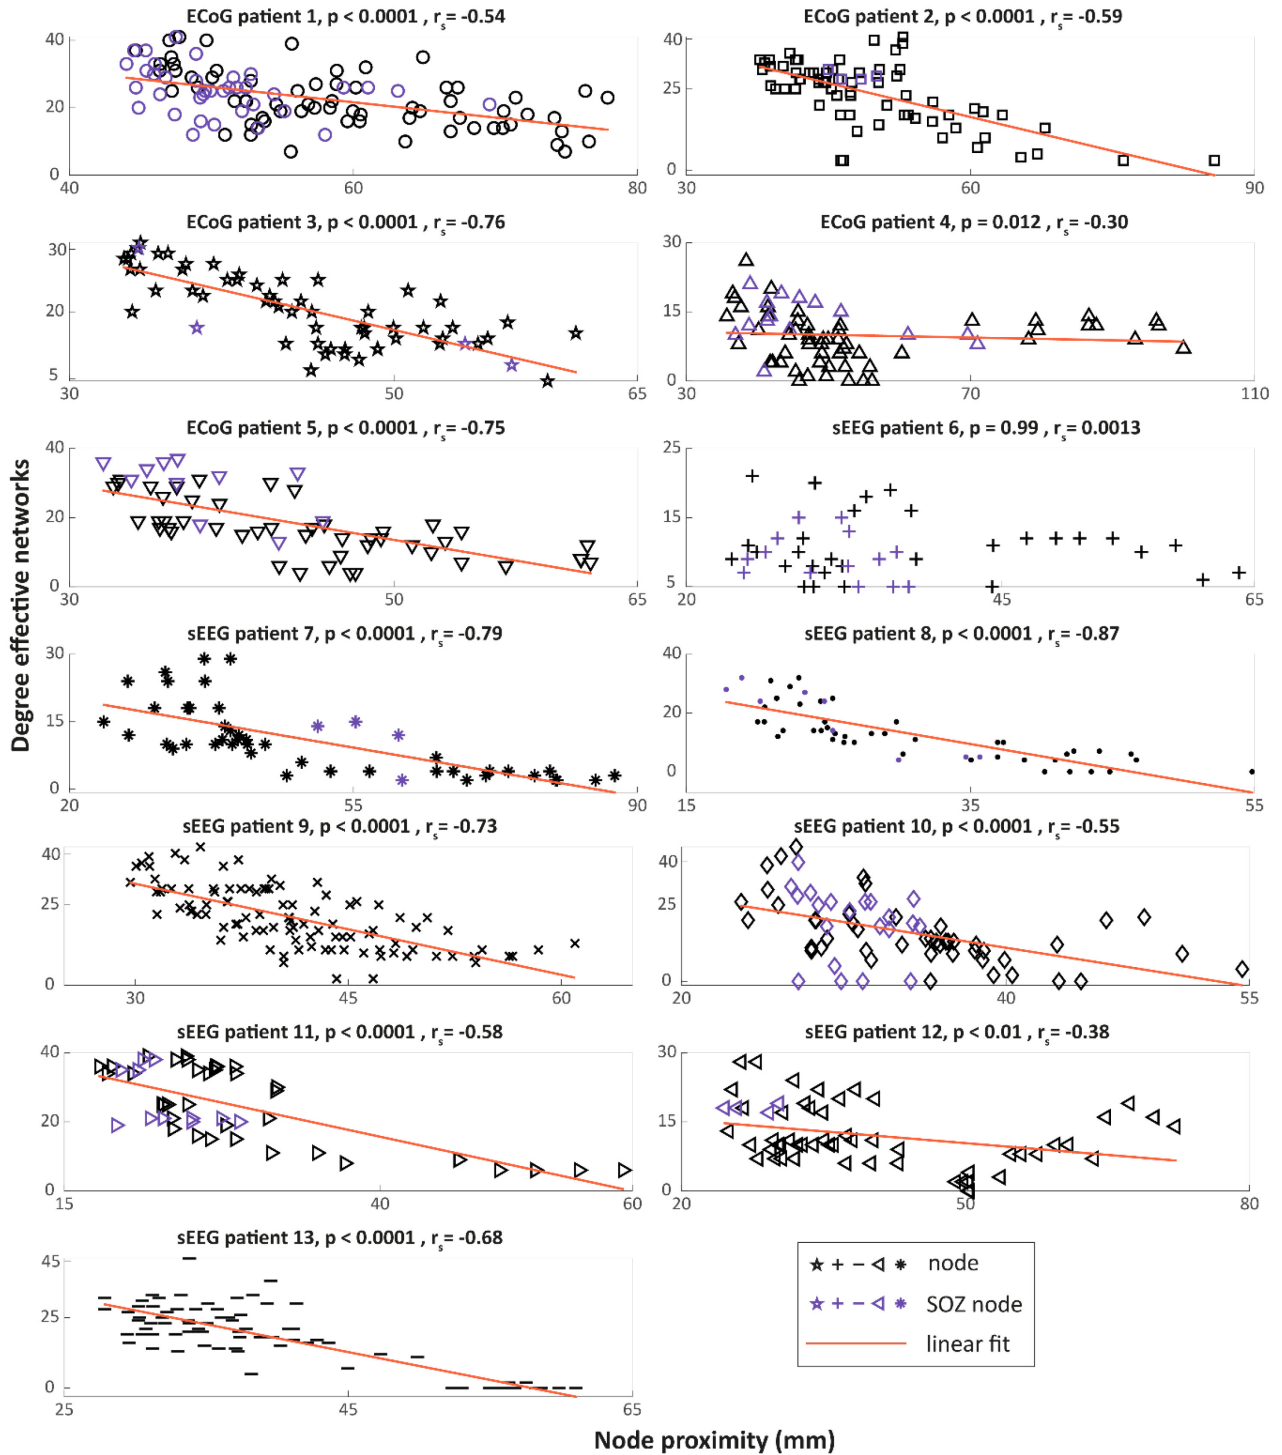 ECoG patient 1, p < 0.0001 , rs= -0.54
40
20
0
40 60 80
ECoG patient 2, p < 0.0001 , rs= -0.59
40
25
0
30 60 90
ECoG patient 3, p < 0.0001 , rs= -0.76
30
20
5
30 50 65
ECoG patient 4, p = 0.012 , rs= -0.30
30
15
0
30 70 110
ECoG patient 5, p < 0.0001 , rs= -0.75
40
20
0
30 50 65
sEEG patient 6, p = 0.99 , rs= 0.0013
25
15
5
20 45 65
Degree effective networks
sEEG patient 7, p < 0.0001 , rs= -0.79
30
15
0
20 55 90
sEEG patient 8, p < 0.0001 , rs= -0.87
40
20
0
15 35 55
sEEG patient 9, p < 0.0001 , rs= -0.73
40
25
0
30 45 60
sEEG patient 10, p < 0.0001 , rs= -0.55
40
20
0
20 40 55
sEEG patient 11, p < 0.0001 , rs= -0.58
40
20
0
15 40 60
sEEG patient 12, p < 0.01 , rs= -0.38
30
15
0
20 50 80
sEEG patient 13, p < 0.0001 , rs= -0.68
45
25
0
25 45 65
node
SOZ node
linear fit
Node proximity (mm)